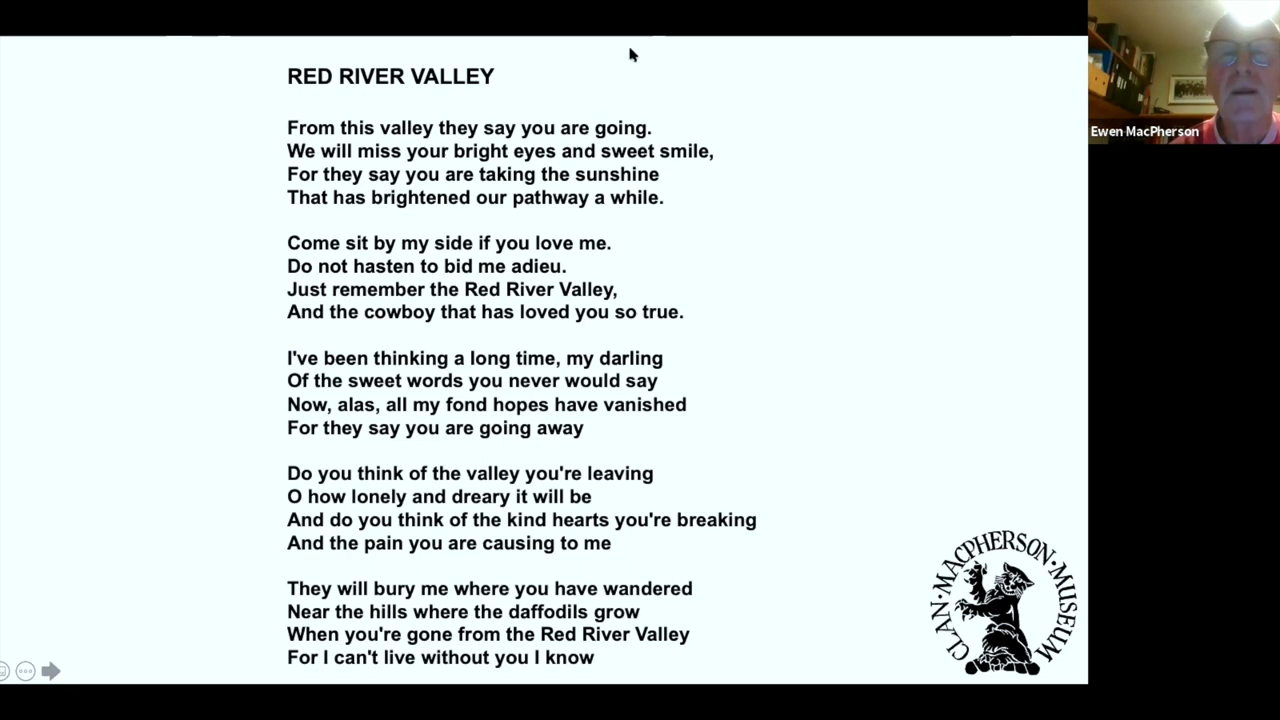 RED RIVER VALLEY
From this valley they say you are going.
We will miss your bright eyes and sweet smile,
For they say you are taking the sunshine
That has brightened our pathway a while.
Come sit by my side if you love me.
Do not hasten to bid me adieu.
Just remember the Red River Valley,
And the cowboy that has loved you so true.
I've been thinking a long time, my darling
Of the sweet words you never would say
Now, alas, all my fond hopes have vanished
For they say you are going away
Do you think of the valley you're leaving
O how lonely and dreary it will be
And do you think of the kind hearts you're breaking
And the pain you are causing to me
They will bury me where you have wandered
Near the hills where the daffodils grow
When you're gone from the Red River Valley
For I can't live without you I know
CLAN·MACPHERSON·MUSEUM
Ewen MacPherson